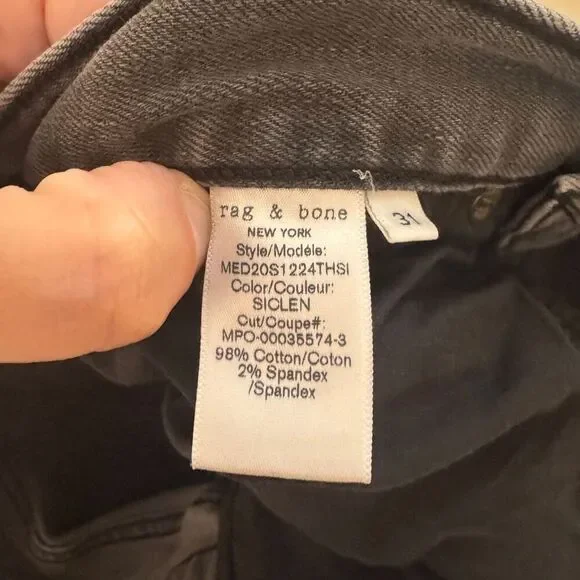 rag & bone
NEW YORK
Style/Modéle:
MED20S1224THSI
Color/Couleur:
SICLEN
Cut/Coupe#:
MPO-00035574-3
98% Cotton/Coton
2% Spandex
/Spandex
31